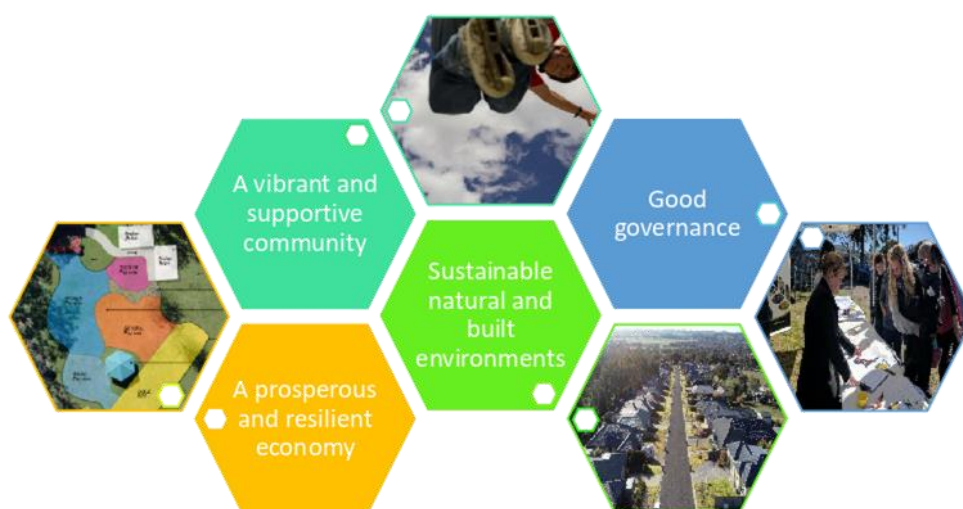 A vibrant and
supportive
community
Good
governance
Sustainable
natural and
built
environments
A prosperous
and resilient
economy